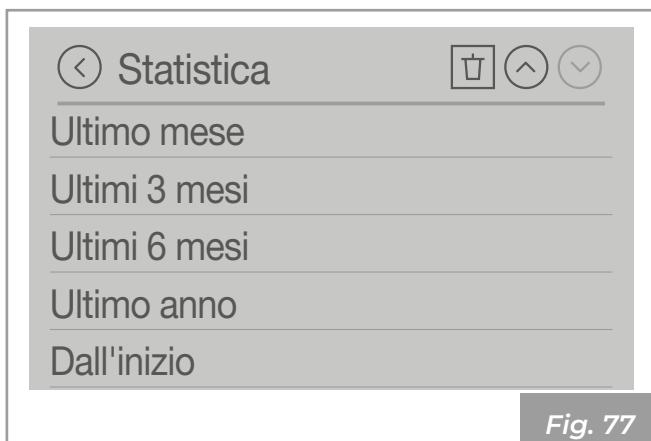 Statistica
Ultimo mese
Ultimi 3 mesi
Ultimi 6 mesi
Ultimo anno
Dall'inizio
Fig. 77